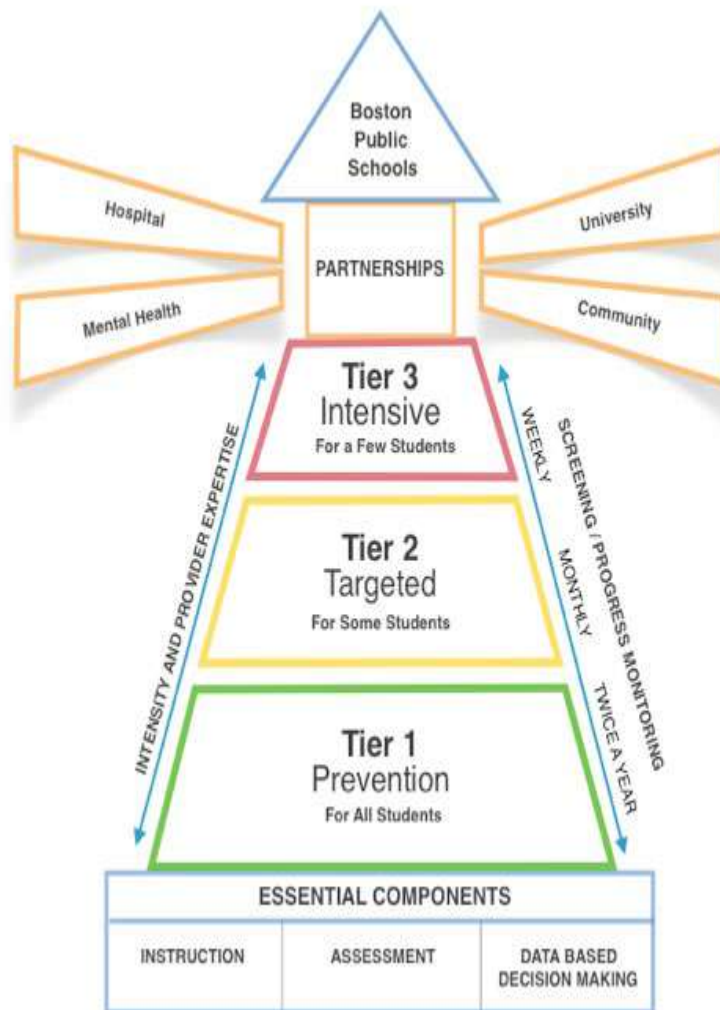 Boston
Public
Schools
Hospital
University
PARTNERSHIPS
Mental Health
Community
Tier 3
Intensive
For a Few Students
WEEKLY
SCREENING / PROGRESS MONITORING
INTENSITY AND PROVIDER EXPERTISE
Tier 2
Targeted
For Some Students
MONTHLY
Tier 1
Prevention
For All Students
TWICE A YEAR
ESSENTIAL COMPONENTS
INSTRUCTION
ASSESSMENT
DATA BASED
DECISION MAKING